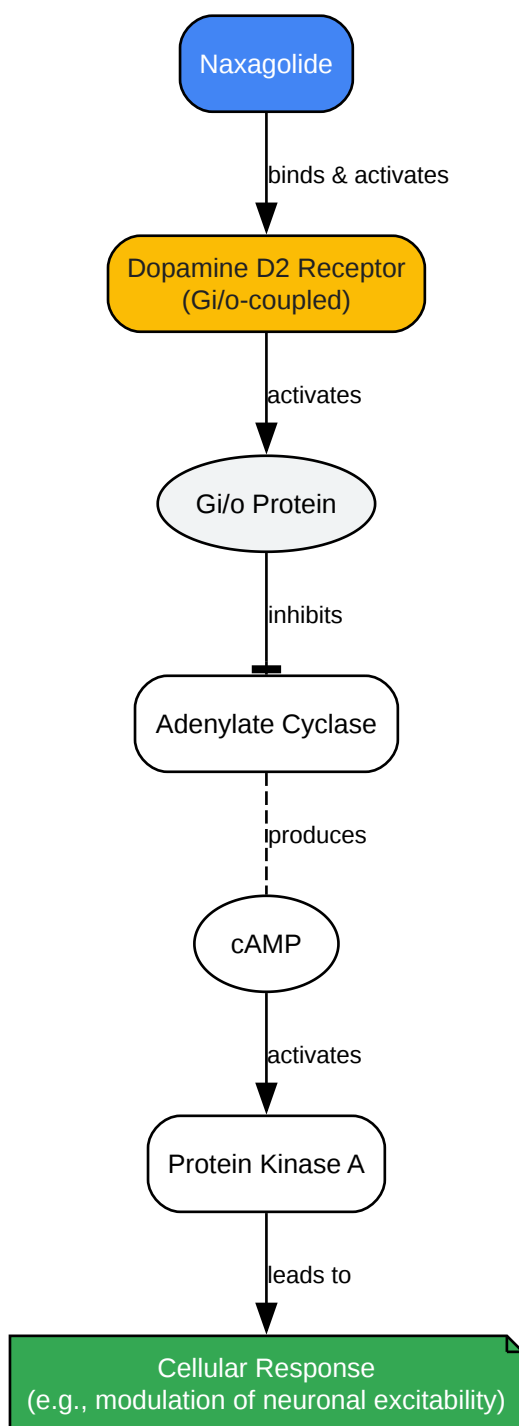 Naxagolide
binds & activates
Dopamine D2 Receptor
(Gi/o-coupled)
activates
Gi/o Protein
inhibits
Adenylate Cyclase
produces
cAMP
activates
Protein Kinase A
leads to
Cellular Response
(e.g., modulation of neuronal excitability)